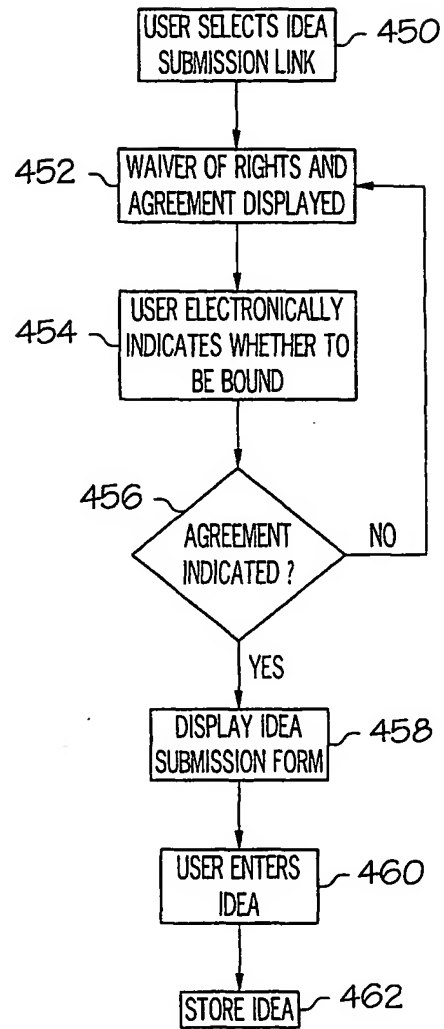 USER SELECTS IDEA
SUBMISSION LINK
450
452
WAIVER OF RIGHTS AND
AGREEMENT DISPLAYED
454
USER ELECTRONICALLY
INDICATES WHETHER TO
BE BOUND
456
AGREEMENT
INDICATED ?
NO
YES
DISPLAY IDEA
SUBMISSION FORM
458
USER ENTERS
IDEA
460
STORE IDEA
462